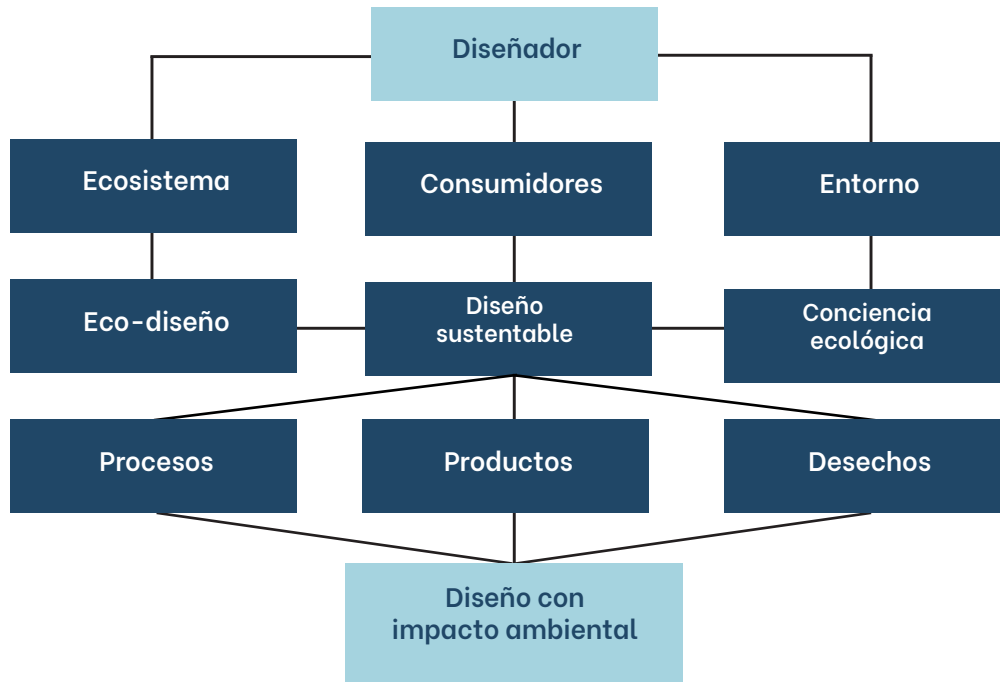 Diseñador
Ecosistema
Consumidores
Entorno
Eco-diseño
Diseño
sustentable
Conciencia
ecológica
Procesos
Productos
Desechos
Diseño con
impacto ambiental